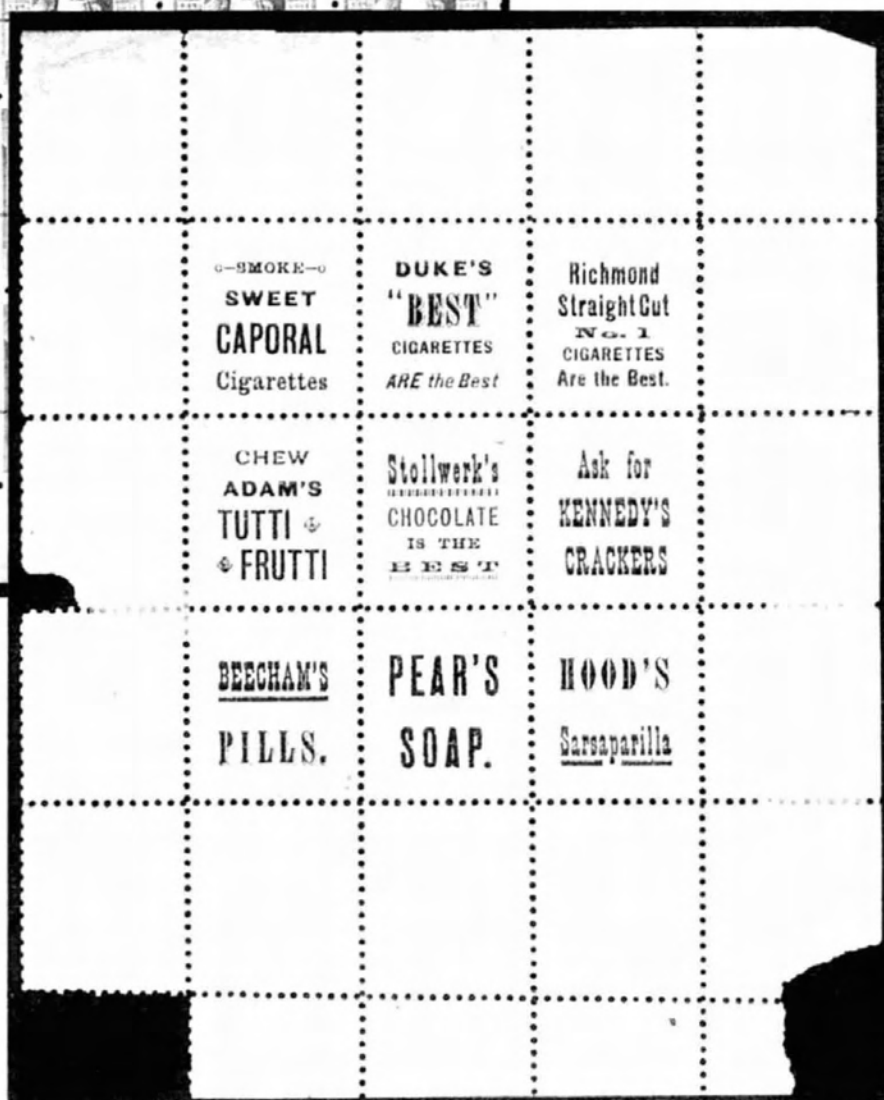 SMOKE
SWEET
CAPORAL
Cigarettes
DUKE'S
"BEST"
CIGARETTES
ARE the Best
Richmond
Straight Cut
No. 1
CIGARETTES
Are the Best.
CHEW
ADAM'S
TUTTI
FRUTTI
Stollwerk's
CHOCOLATE
IS THE
BEST
Ask for
KENNEDY'S
CRACKERS
BEECHAM'S
PILLS.
PEAR'S
SOAP.
HOOD'S
Sarsaparilla